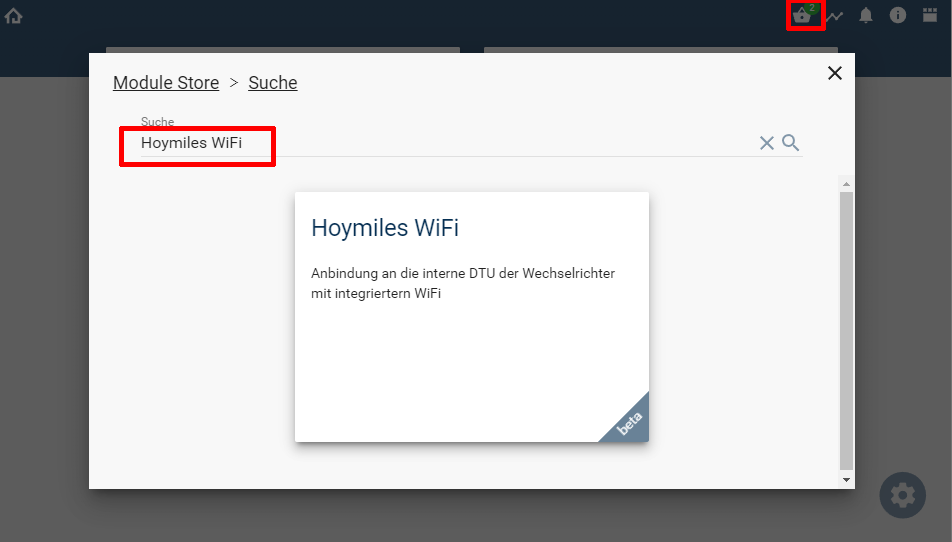 2
Module Store > Suche
Suche
Hoymiles WiFi
Hoymiles WiFi
Anbindung an die interne DTU der Wechselrichter
mit integriertern WiFi
beta